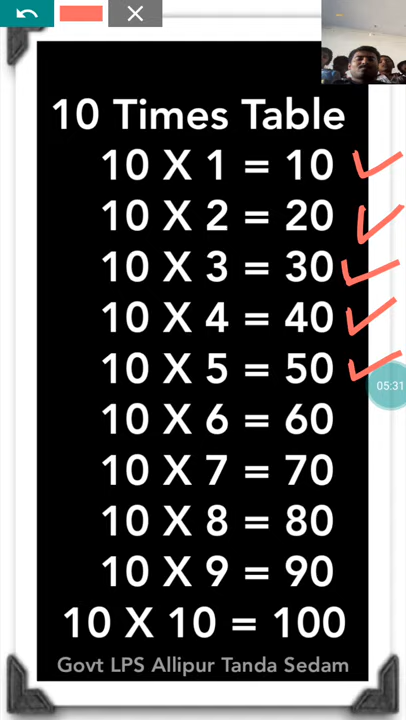 10 Times Table
10 X 1 = 10
10 X 2 = 20
10 X 3 = 30
10 X 4 = 40
10 X 5 = 50
05:31
10 X 6 = 60
10 X 7 = 70
10 X 8 = 80
10 X 9 = 90
10 X 10 = 100
Govt LPS Allipur Tanda Sedam